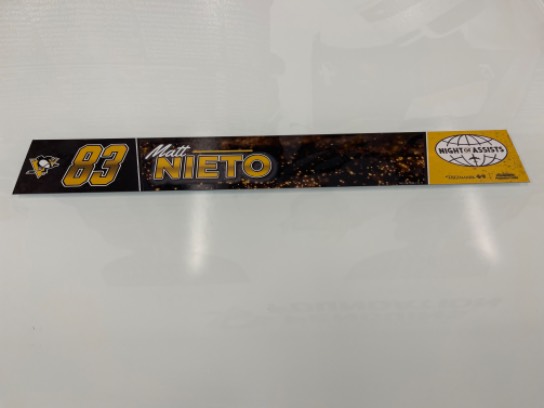 83
Matt
NIETO
NIGHT OF ASSISTS